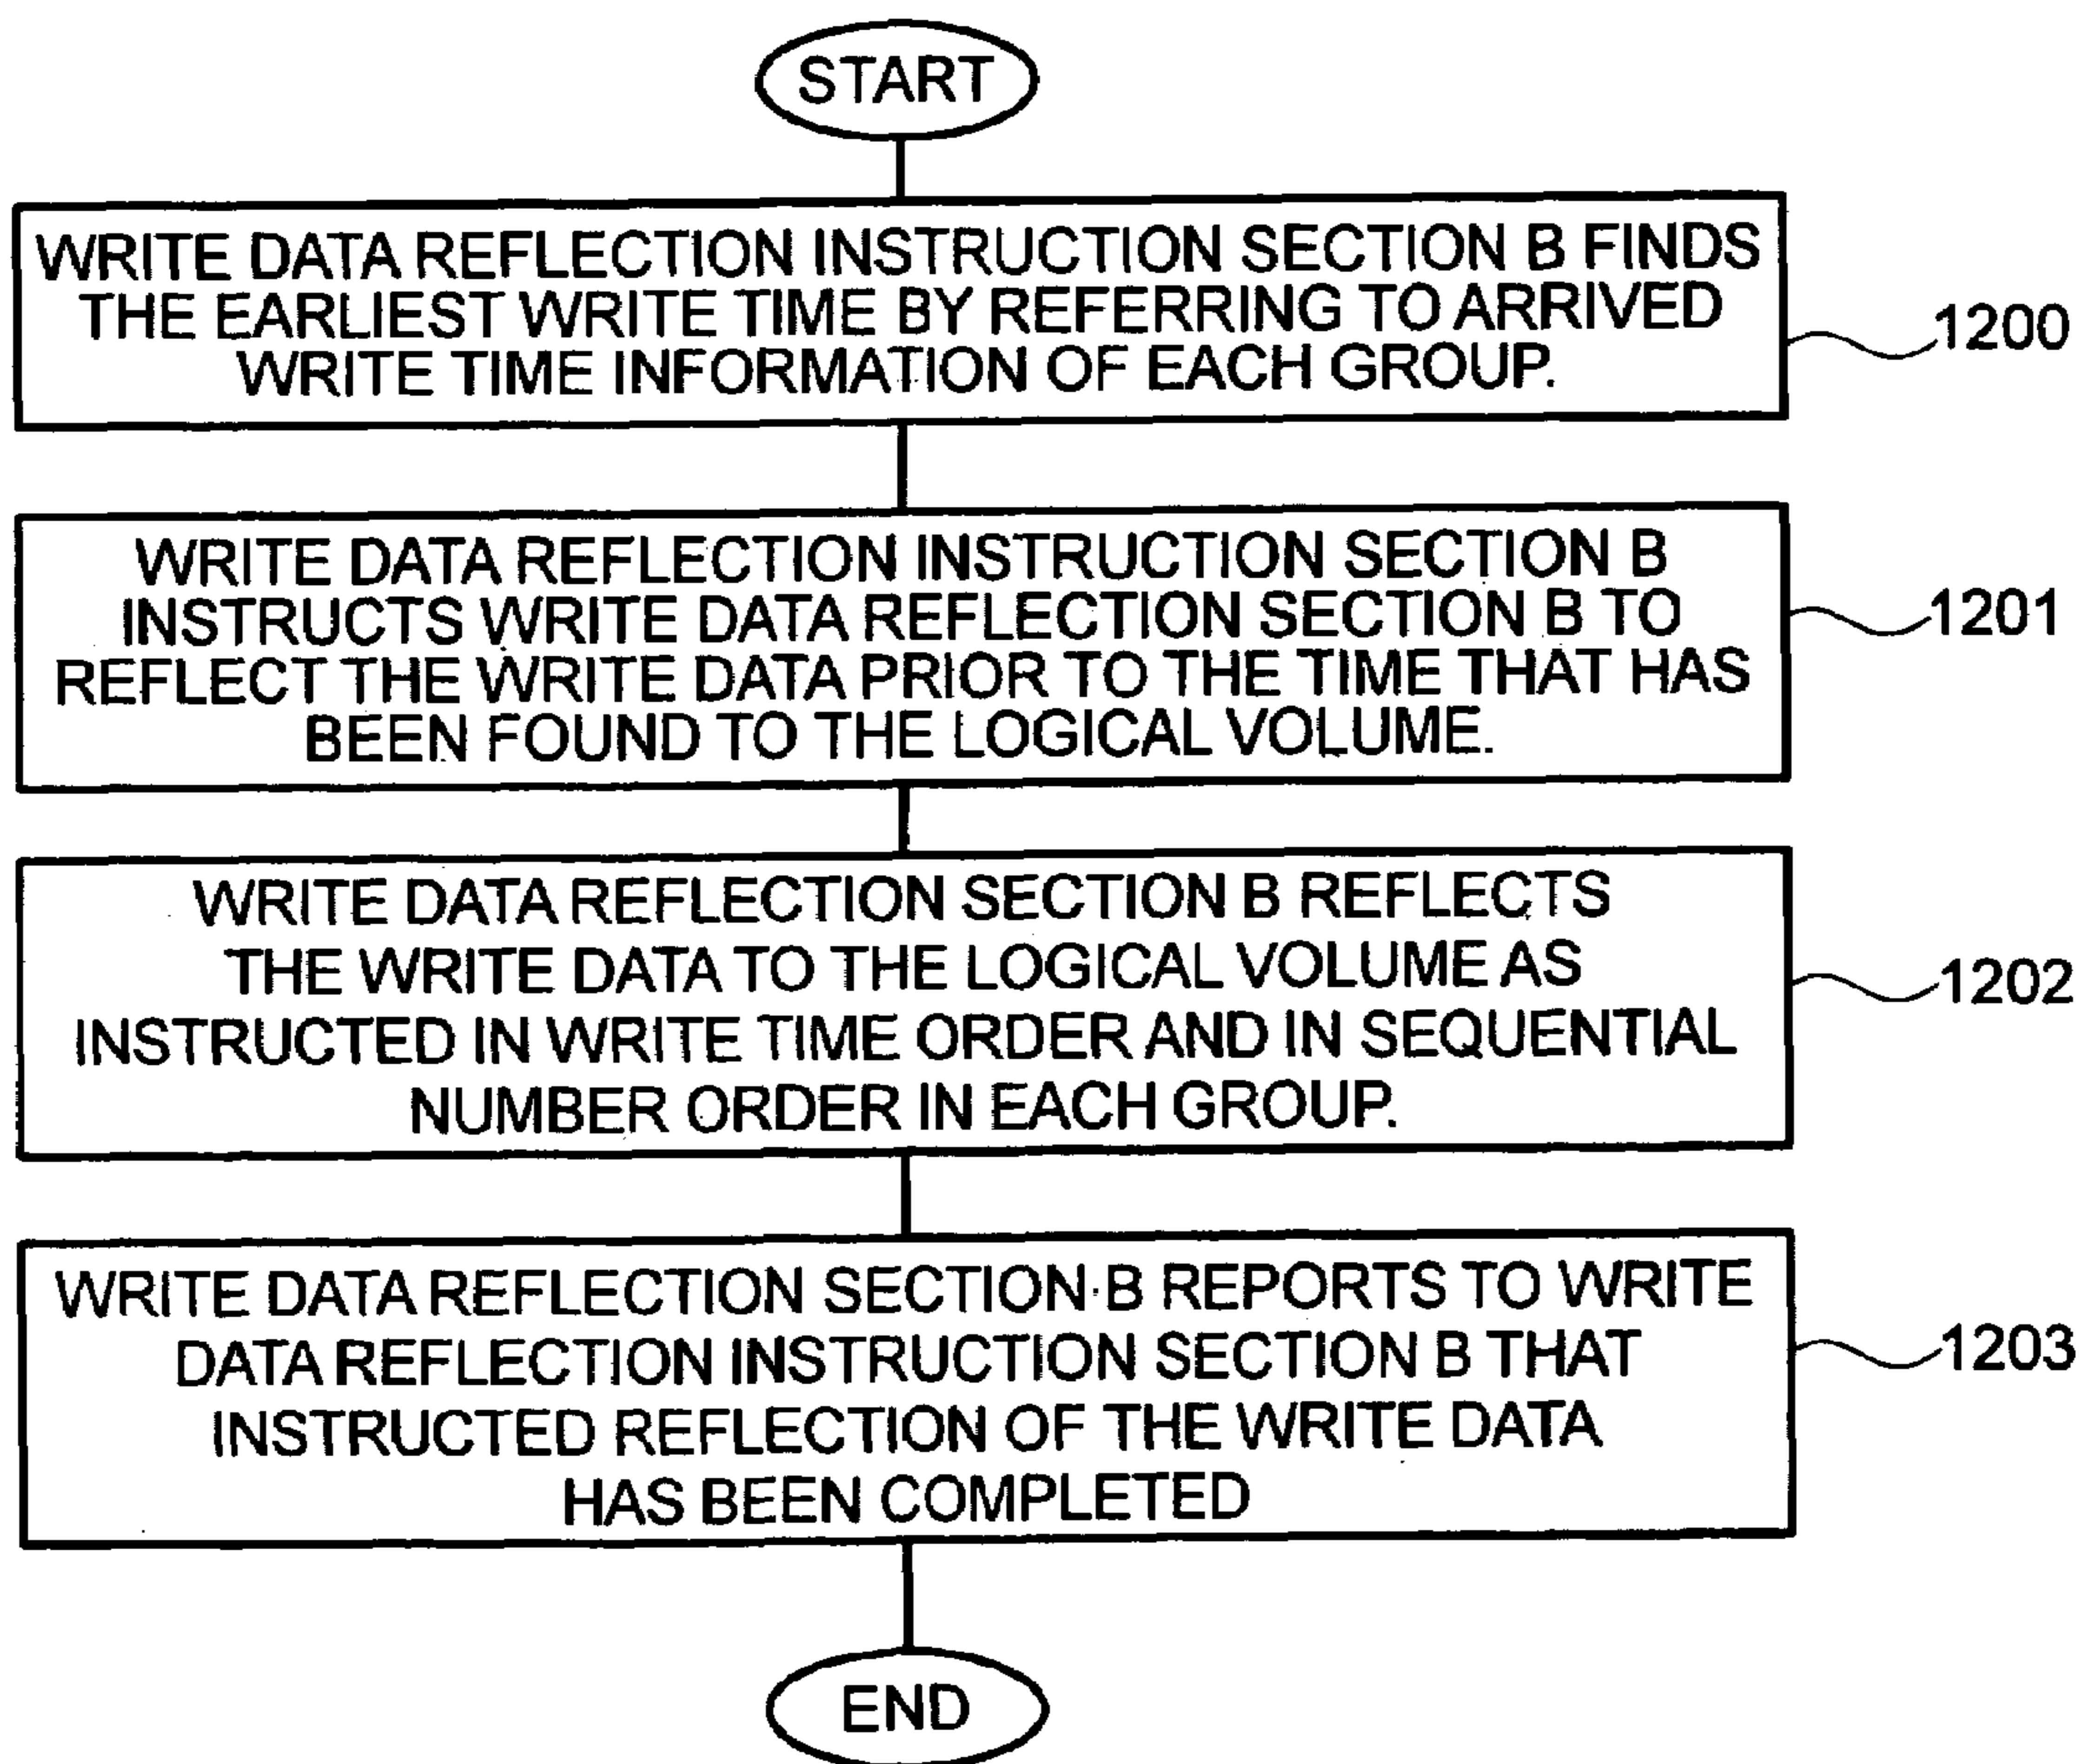 START
WRITE DATA REFLECTION INSTRUCTION SECTION B FINDS
THE EARLIEST WRITE TIME BY REFERRING TO ARRIVED
WRITE TIME INFORMATION OF EACH GROUP.
1200
WRITE DATA REFLECTION INSTRUCTION SECTION B
INSTRUCTS WRITE DATA REFLECTION SECTION B TO
REFLECT THE WRITE DATA PRIOR TO THE TIME THAT HAS
BEEN FOUND TO THE LOGICAL VOLUME.
1201
WRITE DATA REFLECTION SECTION B REFLECTS
THE WRITE DATA TO THE LOGICAL VOLUME AS
INSTRUCTED IN WRITE TIME ORDER AND IN SEQUENTIAL
NUMBER ORDER IN EACH GROUP.
1202
WRITE DATA REFLECTION SECTION B REPORTS TO WRITE
DATA REFLECTION INSTRUCTION SECTION B THAT
INSTRUCTED REFLECTION OF THE WRITE DATA
HAS BEEN COMPLETED
1203
END